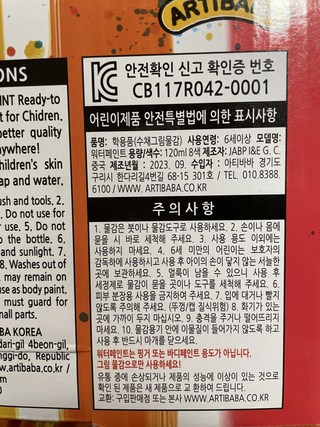 ARTIBA
ONS
NT Ready-to
t for Chidren.
better quality
nywhere!
children's skin
ap and water.
ush and tools, 2.
. Do not use for
r use. 5. Do not
o the bottle. 6.
and sunlight. 7.
8. Washes out of
may remain on
use as body paint.
must guard for
all parts.
BA KOREA
dari-gil 4beon-gil,
nggi-do, Republic
w.artibaba.co.kr /
m
0
안전확인 신고 확인증 번호
CB117R042-0001
어린이제품 안전특별법에 의한 표시사항
품명: 학용품(수채그림물감) 사용연령: 6세이상 모델명:
워터페인트 용량/색수: 120ml 8색 제조자: JABP I&E G. C.
중국 제조년월 : 2023. 09. 수입자 : 아티바바 경기도
구리시 한다리길4번길 68-15 301호 / TEL. 010.8388.
6100 / WWW. ARTIBABA.CO.KR
주의사항
1. 물감은 붓이나 물감도구로 사용하세요. 2. 손이나 몸에
묻을 시 바로 세척해 주세요. 3. 사용 용도 이외에는
사용하지 마세요. 4. 6세 미만의 어린이는 보호자의
감독하에 사용하시고 사용 후 아이의 손이 닿지 않는 서늘한
곳에 보관하세요. 5. 얼룩이 남을 수 있으니 사용 후
세정제로 물감이 묻을 곳이나 도구를 세척해 주세요. 6.
피부 분장용 사용을 금지하여 주세요. 7. 입에 대거나 빨지
않도록 주의해 주세요. (뚜껑/캡 질식위험) 8. 화기가 있는
곳에 가까이 두지 마십시오. 9. 충격을 주거나 떨어뜨리지
마세요. 10. 물감용기 안에 이물질이 들어가지 않도록 하고
사용 후 반드시 마개를 닫으세요.
워터페인트는 핑거 또는 바디페인트 용도가 아닙니다.
그림 물감으로만 사용하세요!
유통 중에 손상되거나 제품의 성능에 이상이 있는 것으로
확인 된 제품은 새 제품으로 교환하여 드립니다.
교환: 구입판매점 또는 본사 WWW.ARTIBABA.CO.KR